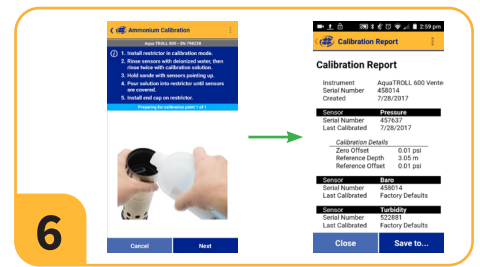 Ammonium Calibration
Aqua TROLL 600 - SN 798238
1. Install restrictor in calibration mode.
2. Rinse sensors with deionized water, then
rinse twice with calibration solution.
3. Hold sonde with sensors pointing up.
4. Pour solution into restrictor until sensors
are covered.
5. Install end cap on restrictor.
Preparing for calibration point 1 of 1
Cancel Next
2:59 pm
Calibration Report
Calibration Report
Instrument AquaTROLL 600 Vente
Serial Number 458014
Created 7/28/2017
Sensor Pressure
Serial Number 457637
Last Calibrated 7/28/2017
Calibration Details
Zero Offset 0.01 psi
Reference Depth 3.05 m
Reference Offset 0.01 psi
Sensor Baro
Serial Number 458014
Last Calibrated Factory Defaults
Sensor Turbidity
Serial Number 522881
Last Calibrated Factory Defaults
Close Save to...
6